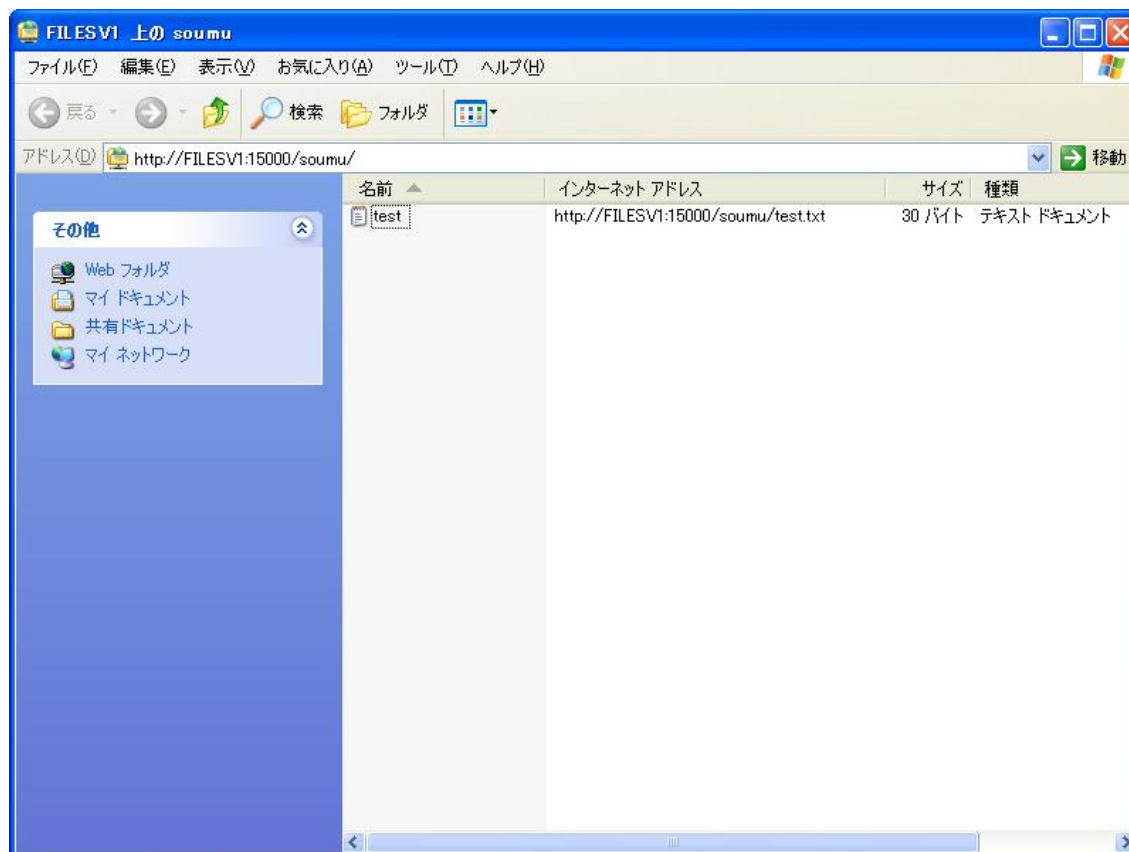 FILESV1 上の soumu
ファイル(F) 編集(E) 表示(V) お気に入り(A) ツール(T) ヘルプ(H)
戻る 検索 フォルダ
アドレス(D) http://FILESV1:15000/soumu/ 移動
名前 インターネット アドレス サイズ 種類
test http://FILESV1:15000/soumu/test.txt 30 バイト テキスト ドキュメント
その他
Web フォルダ
マイ ドキュメント
共有ドキュメント
マイ ネットワーク